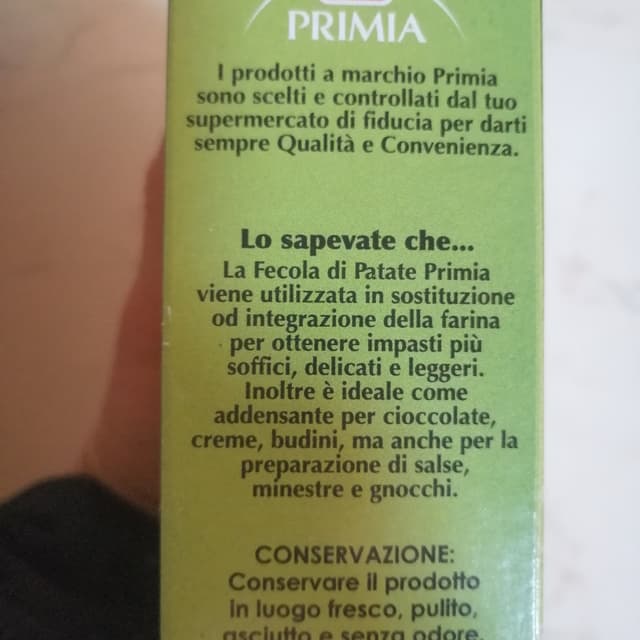 PRIMIA
I prodotti a marchio Primia
sono scelti e controllati dal tuo
supermercato di fiducia per darti
sempre Qualità e Convenienza.
Lo sapevate che...
La Fecola di Patate Primia
viene utilizzata in sostituzione
od integrazione della farina
per ottenere impasti più
soffici, delicati e leggeri.
Inoltre è ideale come
addensante per cioccolate,
creme, budini, ma anche per la
preparazione di salse,
minestre e gnocchi.
CONSERVAZIONE:
Conservare il prodotto
in luogo fresco, pulito,
asciutto e senza odore.